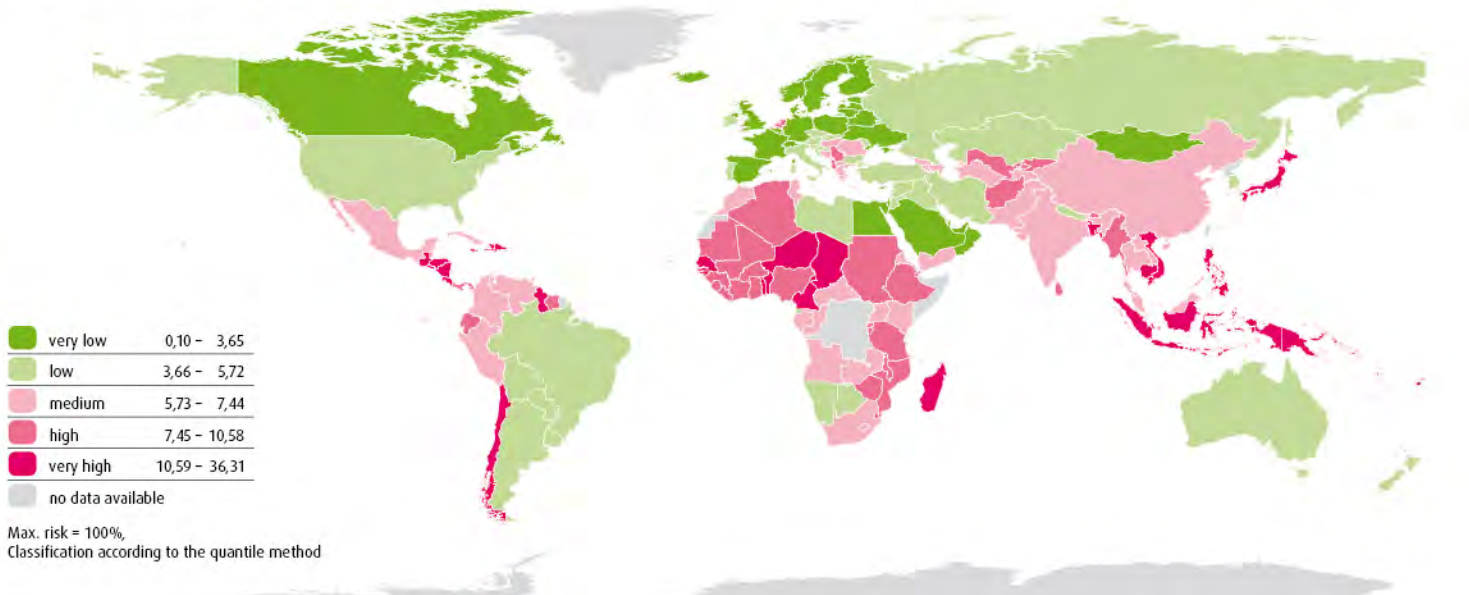 very low 0,10 – 3,65
low 3,66 – 5,72
medium 5,73 – 7,44
high 7,45 – 10,58
very high 10,59 – 36,31
no data available
Max. risk = 100%,
Classification according to the quantile method